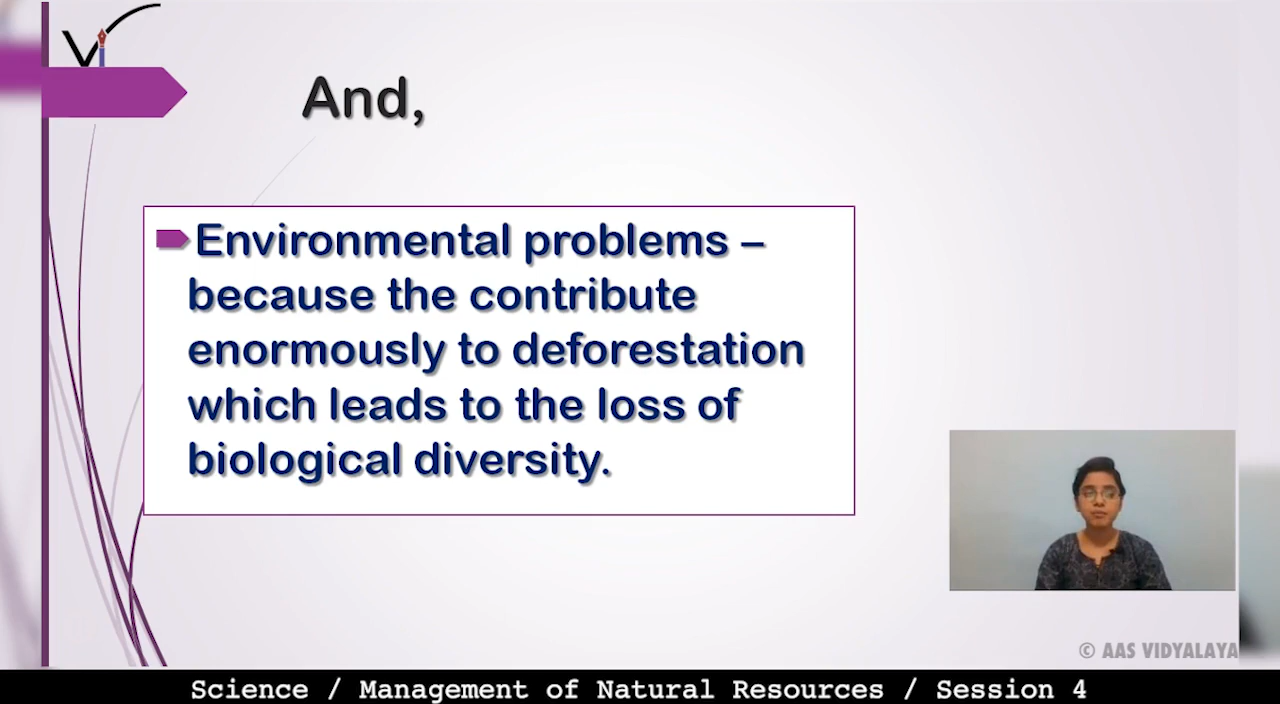 And,
Environmental problems –
because the contribute
enormously to deforestation
which leads to the loss of
biological diversity.
© AAS VIDYALAYA
Science / Management of Natural Resources / Session 4